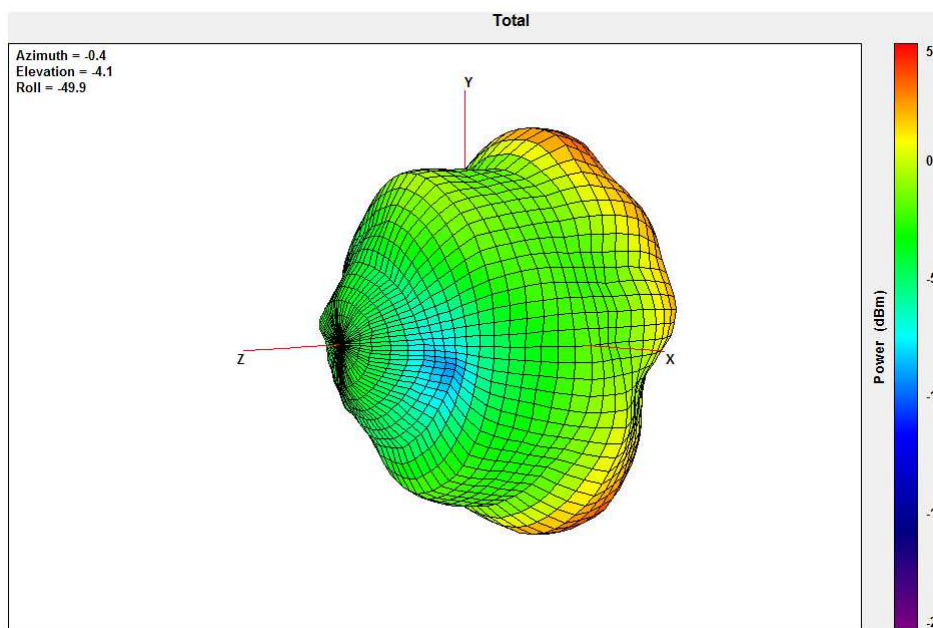 Total
Azimuth = -0.4
Elevation = -4.1
Roll = -49.9
Y
Z
X
Power (dBm)
5
0